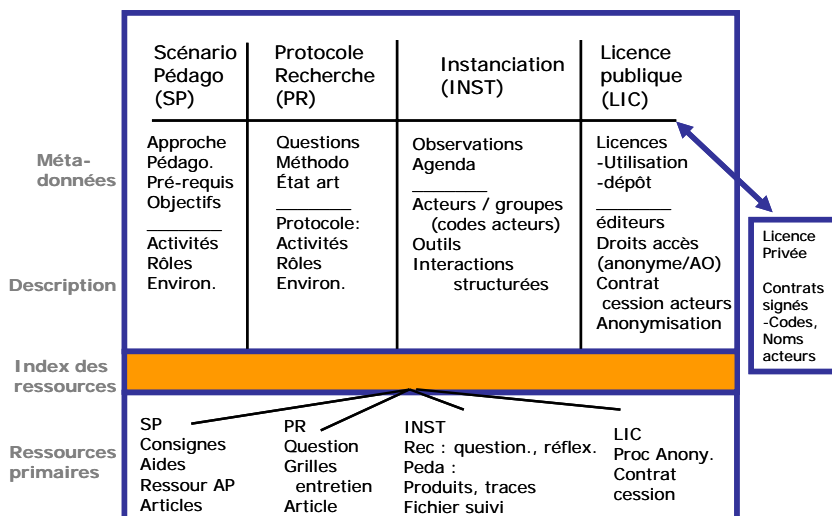 Scénario
Pédago
(SP)
Protocole
Recherche
(PR)
Instanciation
(INST)
Licence
publique
(LIC)
Méta-
données
Approche
Pédago.
Pré-requis
Objectifs
Activités
Rôles
Environ.
Questions
Méthodo
État art
Protocole:
Activités
Rôles
Environ.
Observations
Agenda
Acteurs / groupes
(codes acteurs)
Outils
Interactions
structurées
Licences
-Utilisation
-dépôt
éditeurs
Droits accès
(anonyme/AO)
Contrat
cession acteurs
Anonymisation
Licence
Privée
Contrats
signés
-Codes,
Noms
acteurs
Description
Index des
ressources
Ressources
primaires
SP
Consignes
Aides
Ressour AP
Articles
PR
Question
Grilles
entretien
Article
INST
Rec : question., réflex.
Peda :
Produits, traces
Fichier suivi
LIC
Proc Anony.
Contrat
cession